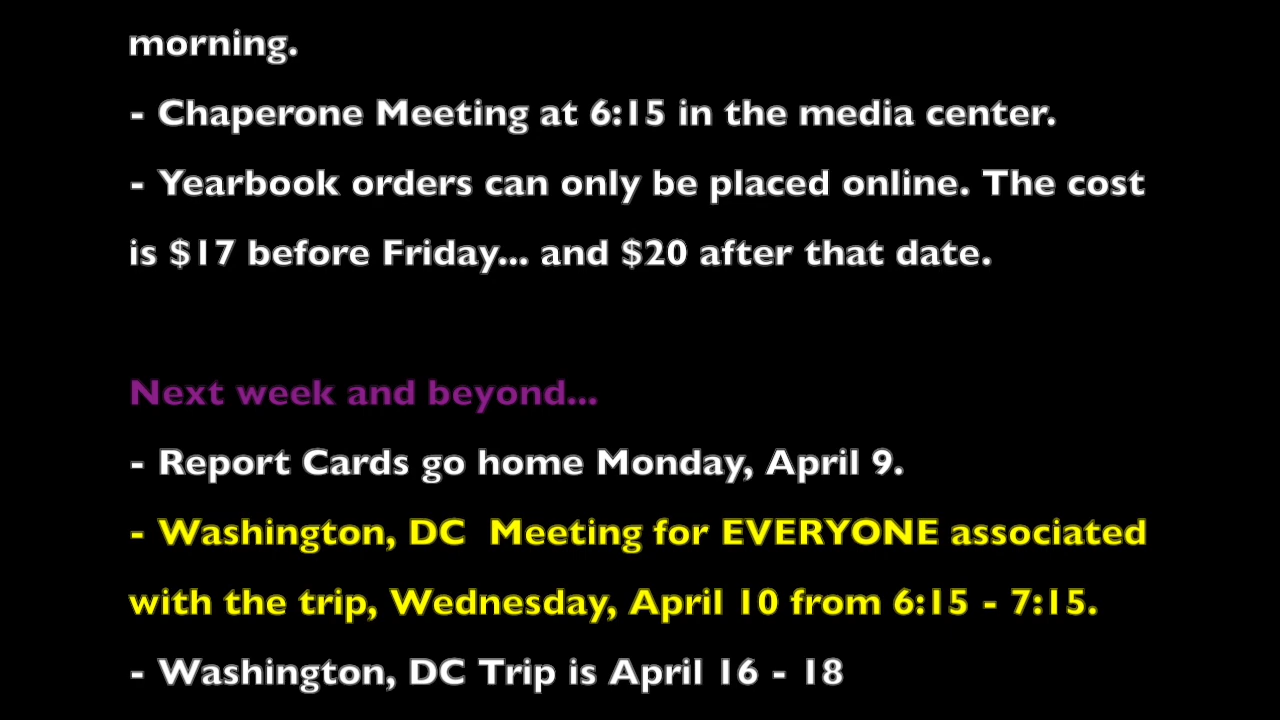 morning.
- Chaperone Meeting at 6:15 in the media center.
- Yearbook orders can only be placed online. The cost
is $17 before Friday... and $20 after that date.
Next week and beyond...
- Report Cards go home Monday, April 9.
- Washington, DC  Meeting for EVERYONE associated
with the trip, Wednesday, April 10 from 6:15 - 7:15.
- Washington, DC Trip is April 16 - 18